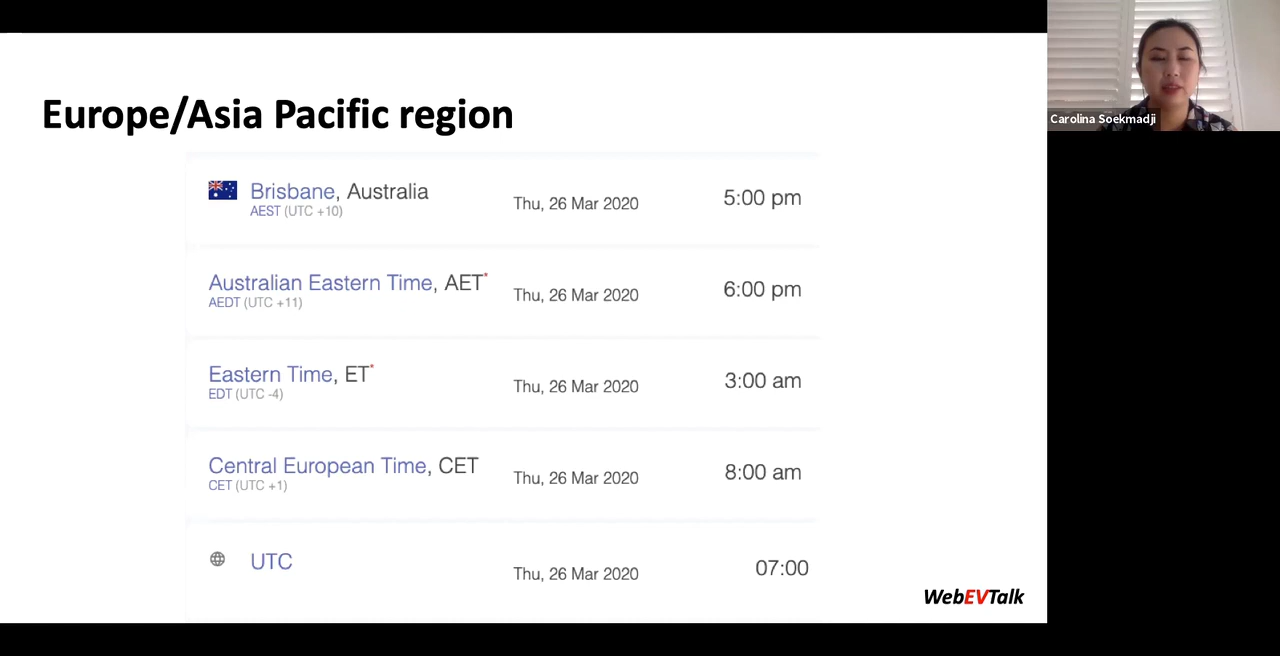 Europe/Asia Pacific region
Brisbane, Australia
AEST (UTC +10)
Thu, 26 Mar 2020
5:00 pm
Australian Eastern Time, AET*
AEDT (UTC +11)
Thu, 26 Mar 2020
6:00 pm
Eastern Time, ET*
EDT (UTC -4)
Thu, 26 Mar 2020
3:00 am
Central European Time, CET
CET (UTC +1)
Thu, 26 Mar 2020
8:00 am
UTC
Thu, 26 Mar 2020
07:00
WebEVTalk
Carolina Soekmadji